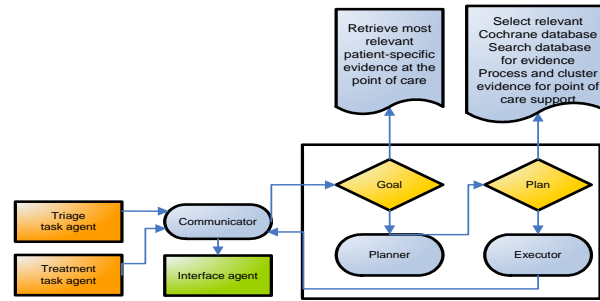 Retrieve most
relevant
patient-specific
evidence at the
point of care
Select relevant
Cochrane database
Search database
for evidence
Process and cluster
evidence for point of
care support
Goal
Plan
Triage
task agent
Communicator
Treatment
task agent
Interface agent
Planner
Executor